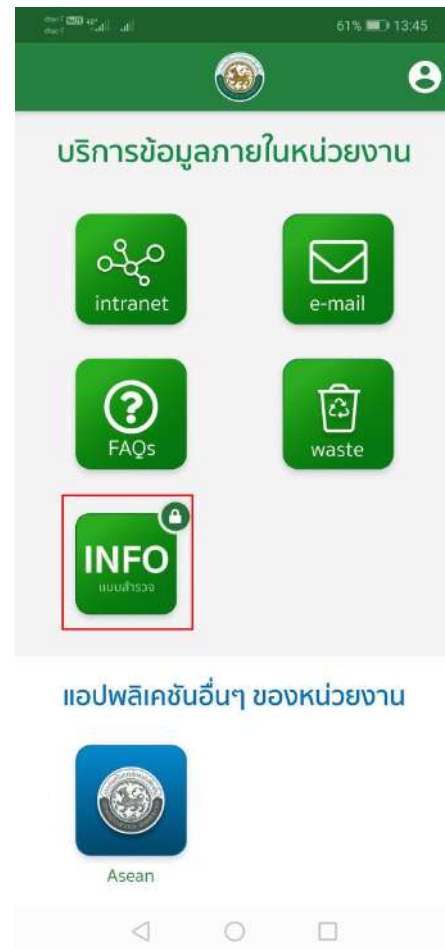 61% 13:45
บริการข้อมูลภายในหน่วยงาน
intranet
e-mail
FAQs
waste
INFO
แบบสำรวจ
แอปพลิเคชันอื่นๆ ของหน่วยงาน
Asean